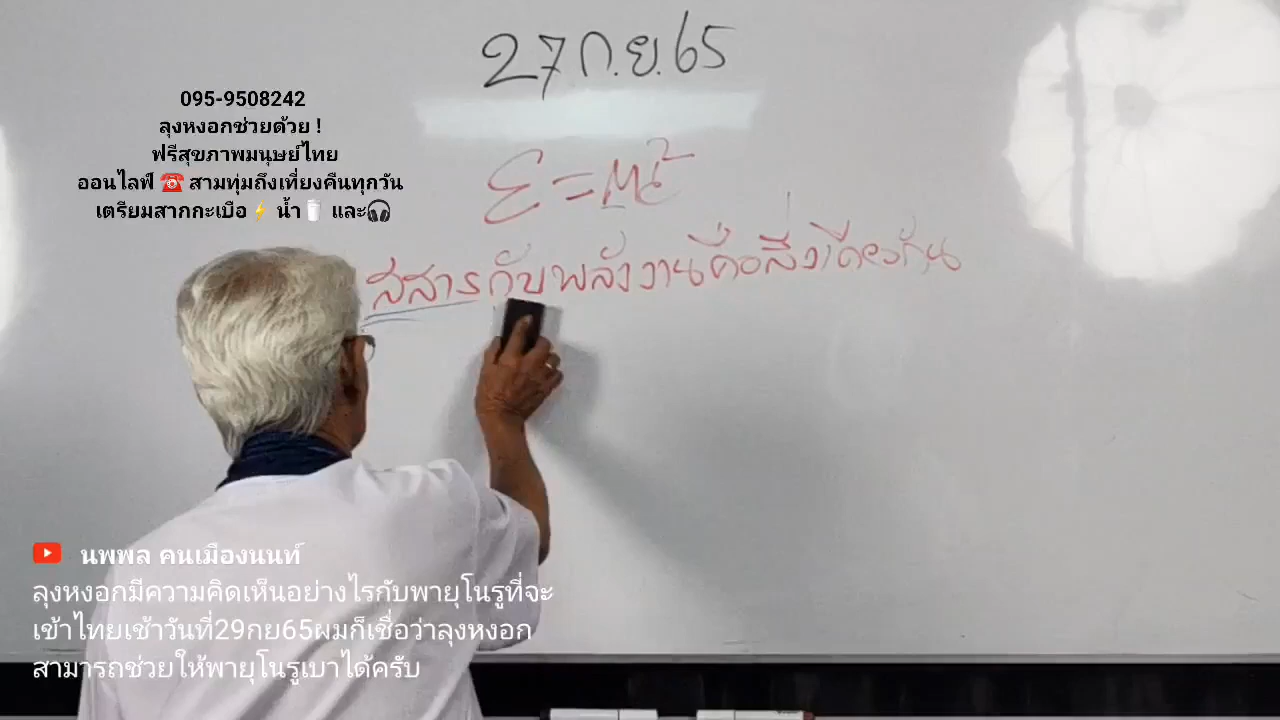 27 ก.ย. 65
095-9508242
ลุงหงอกช่วยด้วย !
ฟรีสุขภาพมนุษย์ไทย
ออนไลฟ์ ☎️ สามทุ่มถึงเที่ยงคืนทุกวัน
เตรียมสากกะเบือ⚡ น้ำ🥛 และ🎧
E = mc²
สสารกับพลังงานคือสิ่งเดียวกัน
นพพล คนเมืองนนท์
ลุงหงอกมีความคิดเห็นอย่างไรกับพายุโนรูที่จะ
เข้าไทยเช้าวันที่29กย65ผมก็เชื่อว่าลุงหงอก
สามารถช่วยให้พายุโนรูเบาได้ครับ